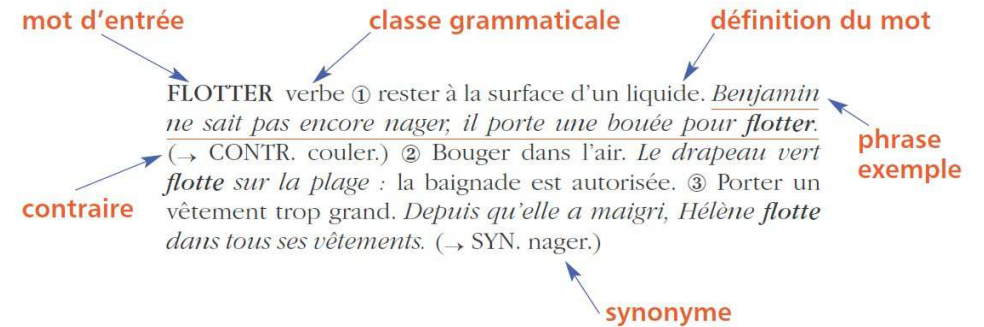 mot d'entrée classe grammaticale définition du mot
FLOTTER verbe ① rester à la surface d'un liquide. Benjamin
ne sait pas encore nager, il porte une bouée pour flotter.
(→ CONTR. couler.) ② Bouger dans l'air. Le drapeau vert
flotte sur la plage : la baignade est autorisée. ③ Porter un
vêtement trop grand. Depuis qu'elle a maigri, Hélène flotte
dans tous ses vêtements. (→ SYN. nager.)
phrase
exemple
contraire
synonyme